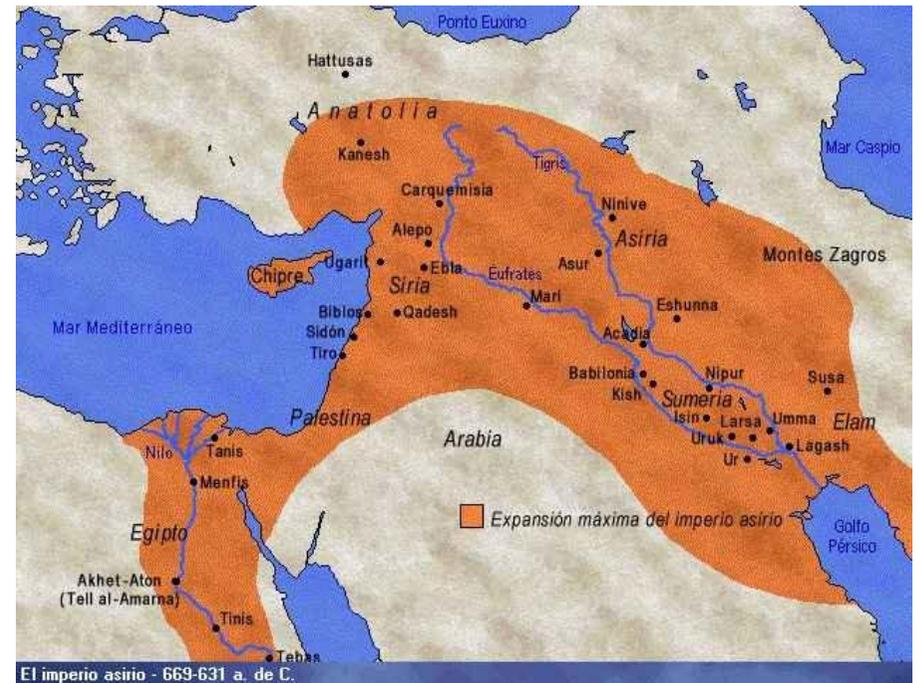 Ponto Euxino
Hattusas
Anatolia
Kanesh
Tigris
Mar Caspio
Carquemisia
Ninive
Alepo
Asiria
Montes Zagros
Asur
Ugarit
Ebla
Chipre
Siria
Éufrates
Mari
Eshunna
Biblos
Qadesh
Mar Mediterráneo
Sidón
Acadia
Tiro
Babilonia
Nipur
Susa
Kish
Sumeria
Palestina
Isin
Larsa
Umma
Elam
Arabia
Uruk
Lagash
Nilo
Tanis
Ur
Menfis
Expansión máxima del imperio asirio
Egipto
Golfo
Pérsico
Akhet-Aton
(Tell al-Amarna)
Tinis
Tebas
El imperio asirio - 669-631 a. de C.